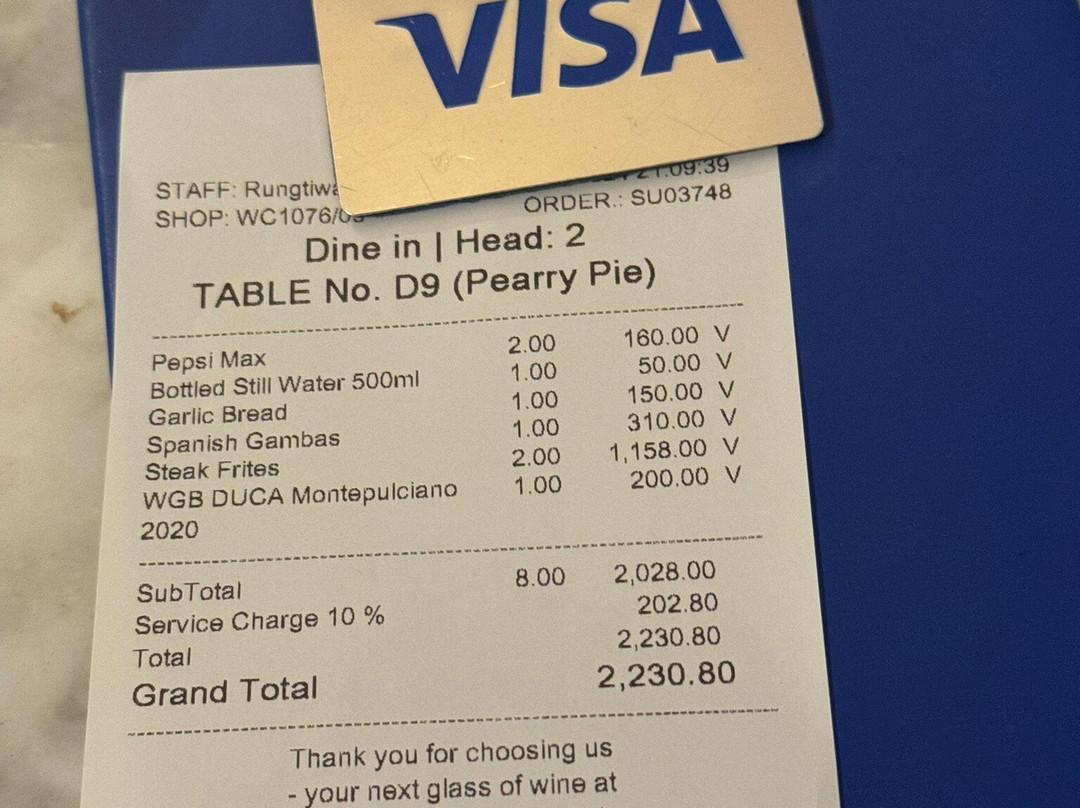 VISA
STAFF: Rungtiwa
21:09:39
SHOP: WC1076/0
ORDER.: SU03748
Dine in | Head: 2
TABLE No. D9 (Pearry Pie)
Pepsi Max 2.00 160.00 V
Bottled Still Water 500ml 1.00 50.00 V
Garlic Bread 1.00 150.00 V
Spanish Gambas 1.00 310.00 V
Steak Frites 2.00 1,158.00 V
WGB DUCA Montepulciano 1.00 200.00 V
2020
SubTotal 8.00 2,028.00
Service Charge 10 % 202.80
Total 2,230.80
Grand Total 2,230.80
Thank you for choosing us
- your next glass of wine at